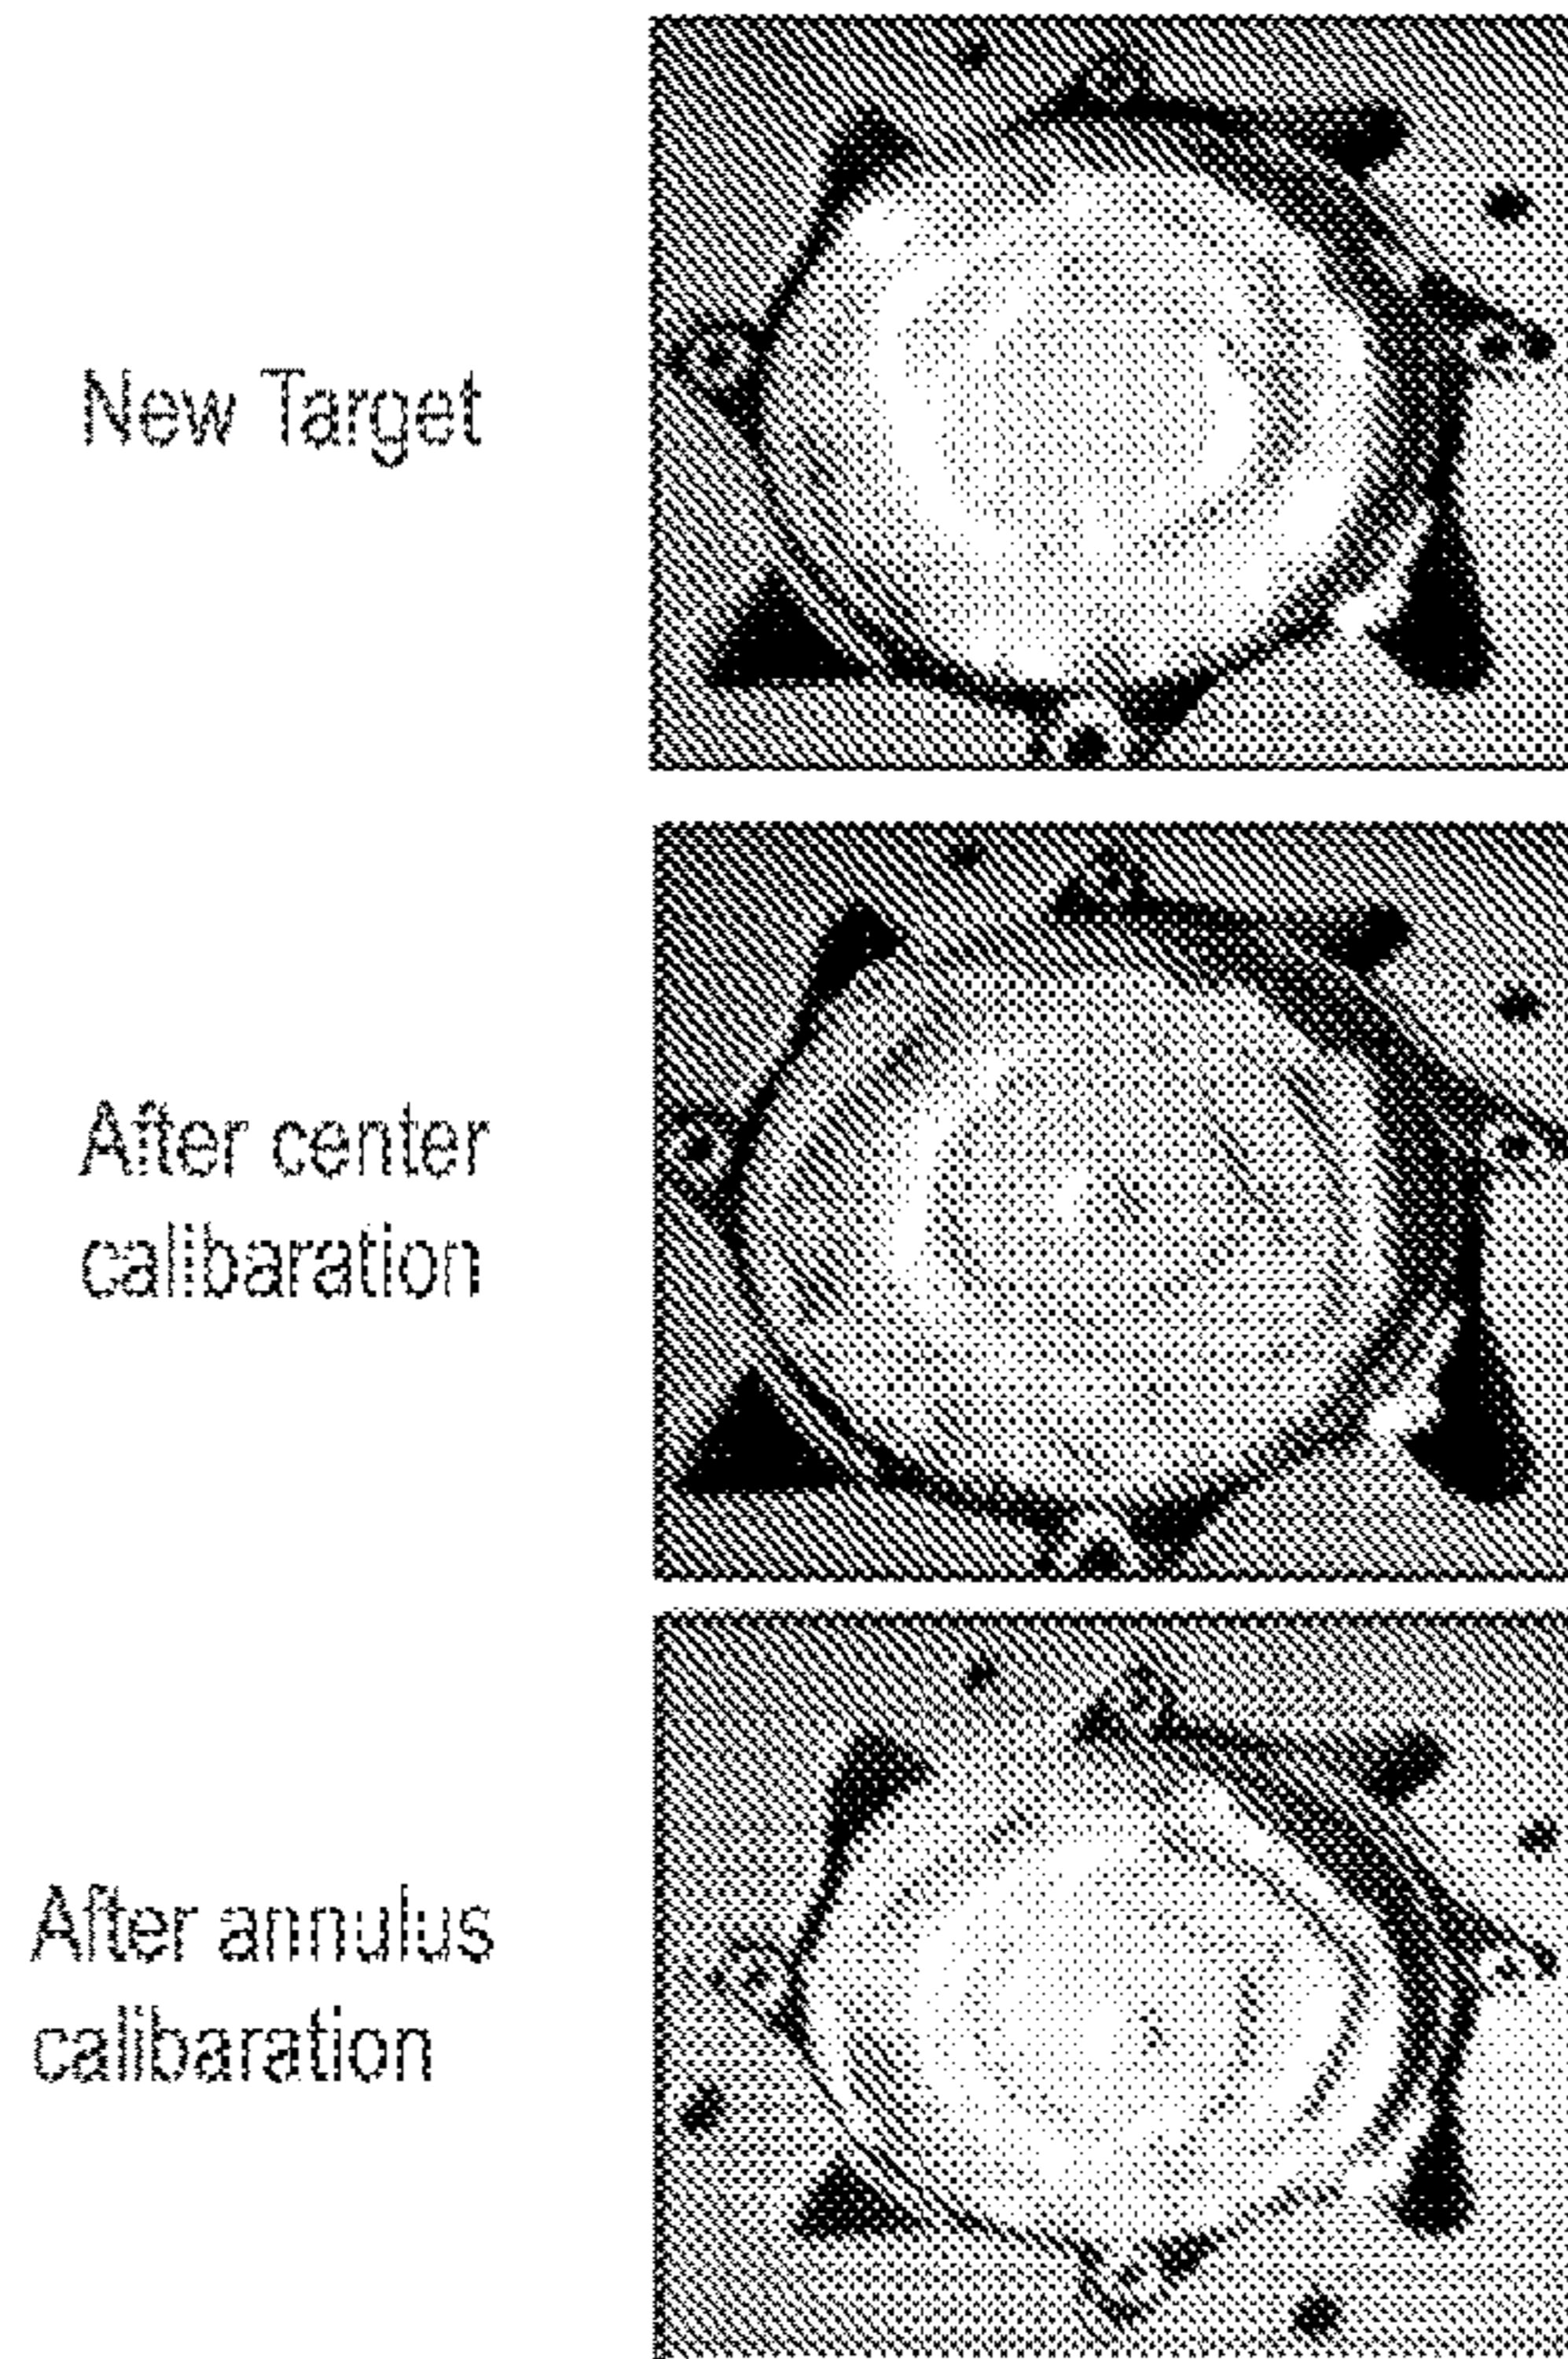 New Target
After center
calibaration
After annulus
calibaration